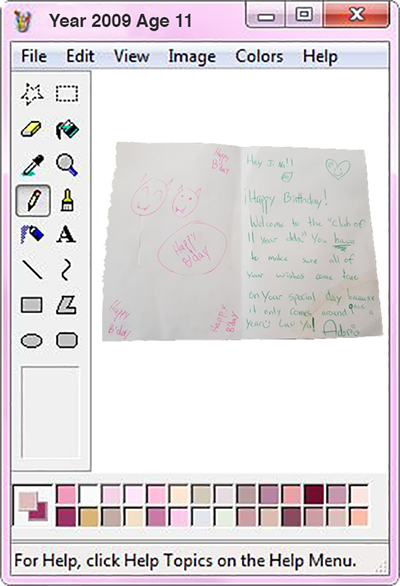 Year 2009 Age 11
File Edit View Image Colors Help
A
Happy
B'day
Happy
B'day
Happy
B'day
Happy
B'day
Hey J.
¡Happy Birthday!
Welcome to the "Club of
11 year olds." You have
to make sure all of
your wishes come true
on your special day because
it only comes around once a
year! Luv Ya!
For Help, click Help Topics on the Help Menu.